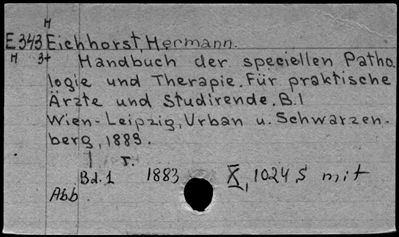 H
E 343 Eichhorst, Hermann.
H 3+ Handbuch der speciellen Patho-
logie und Therapie. Für praktische
Ärzte und Studirende. B.1
Wien-Leipzig, Urban u. Schwarzen-
berg, 1883.
Bd. 1 1883 X, 1024 S mit
Abb